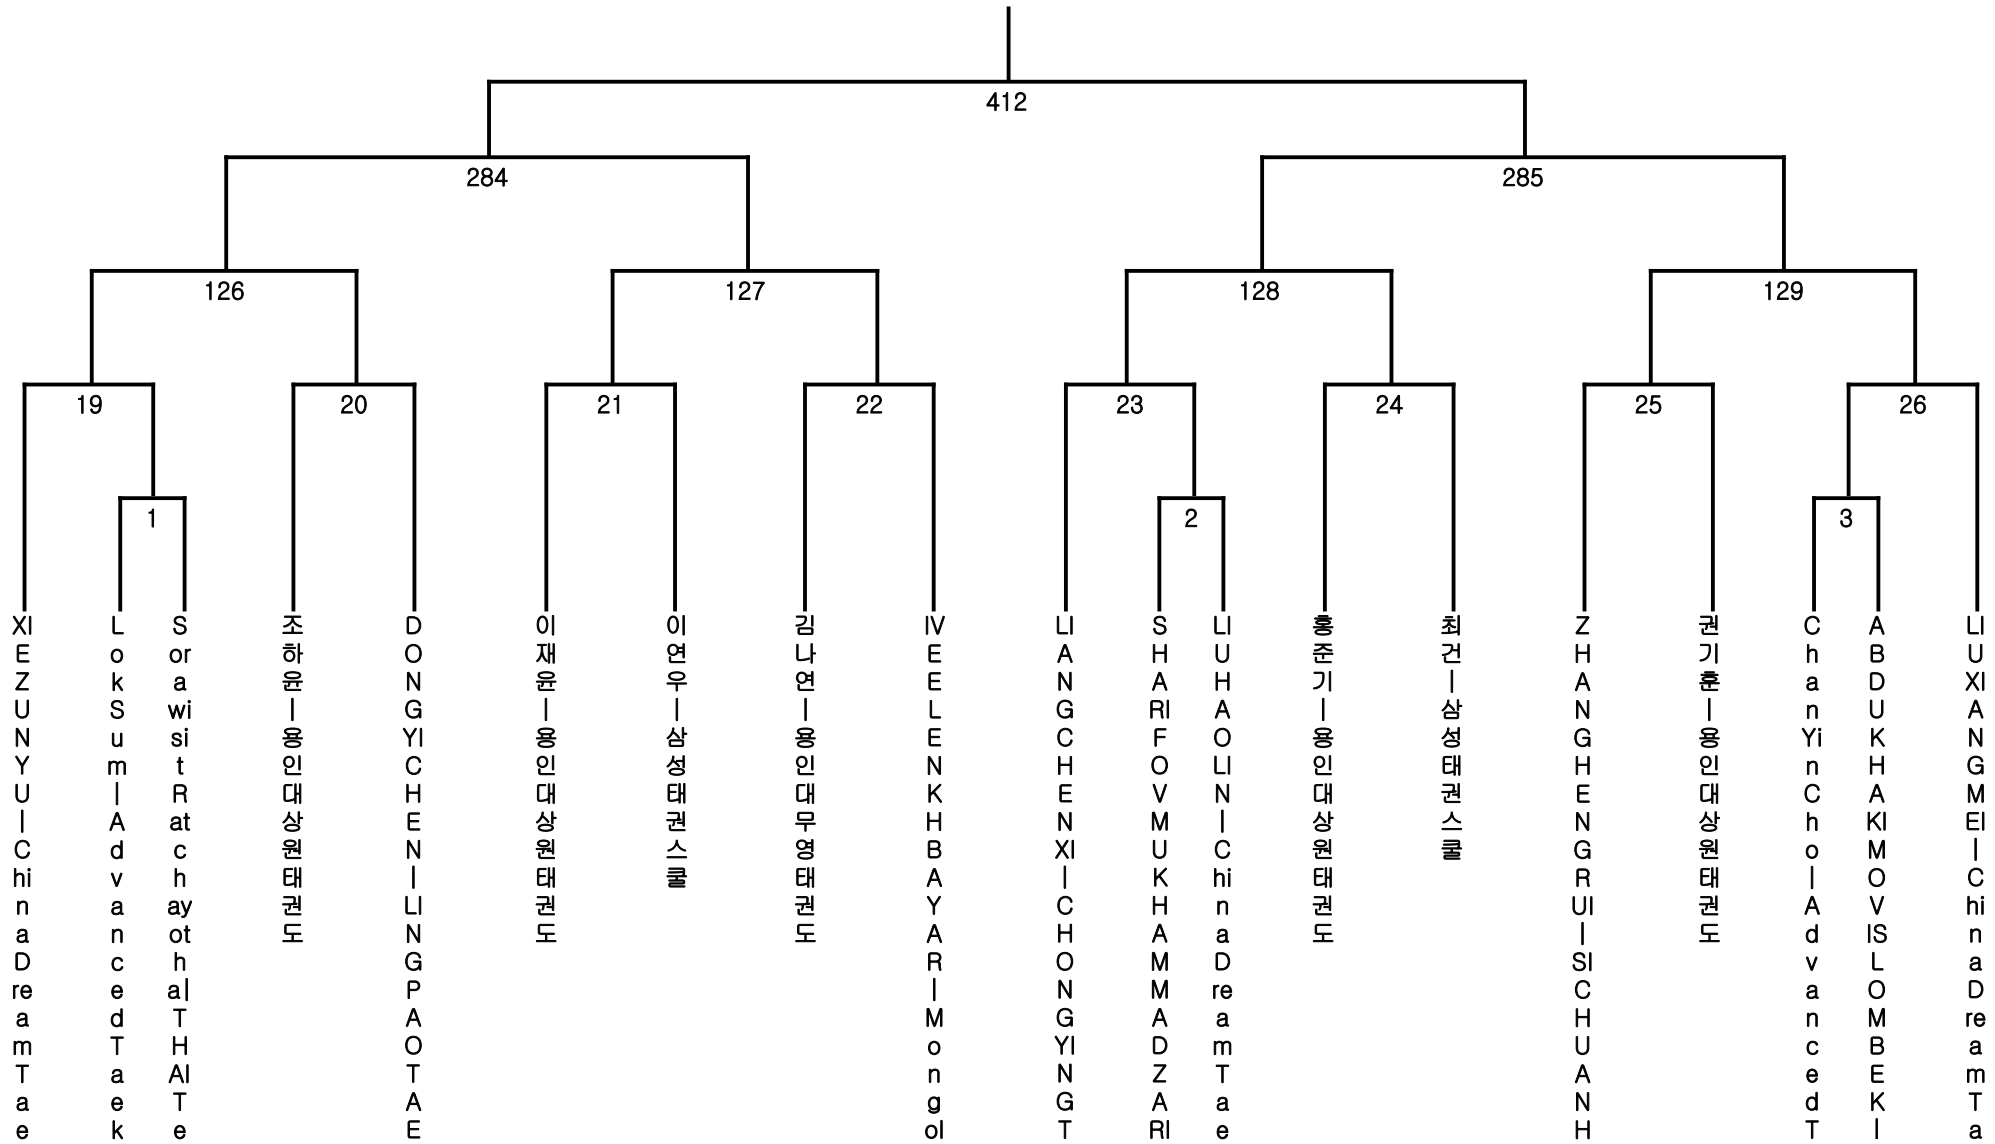 412
284
285
126
127
128
129
19
20
21
22
23
24
25
26
1
2
3
XIEZUNYU|ChinaDreamTae
LokSum|AdvancedTaek
SorawisitRatchayotha|THAITe
조하윤|용인대상원태권도
DONGYICHEN|LINGPAOTAE
이재윤|용인대상원태권도
이연우|삼성태권스쿨
김나연|용인대무영태권도
IVEELENKHBAYAR|Mongol
LIANGCHENXI|CHONGYINGT
SHARIFOVMUKHAMMADZARI
LIUHAOLIN|ChinaDreamTae
홍준기|용인대상원태권도
최건|삼성태권스쿨
ZHANGHENGRUI|SICHUANH
권기훈|용인대상원태권도
ChanYinCho|AdvancedT
ABDUKHAKIMOVISLOMBEK|
LIUXIANGMEI|ChinaDreamTa